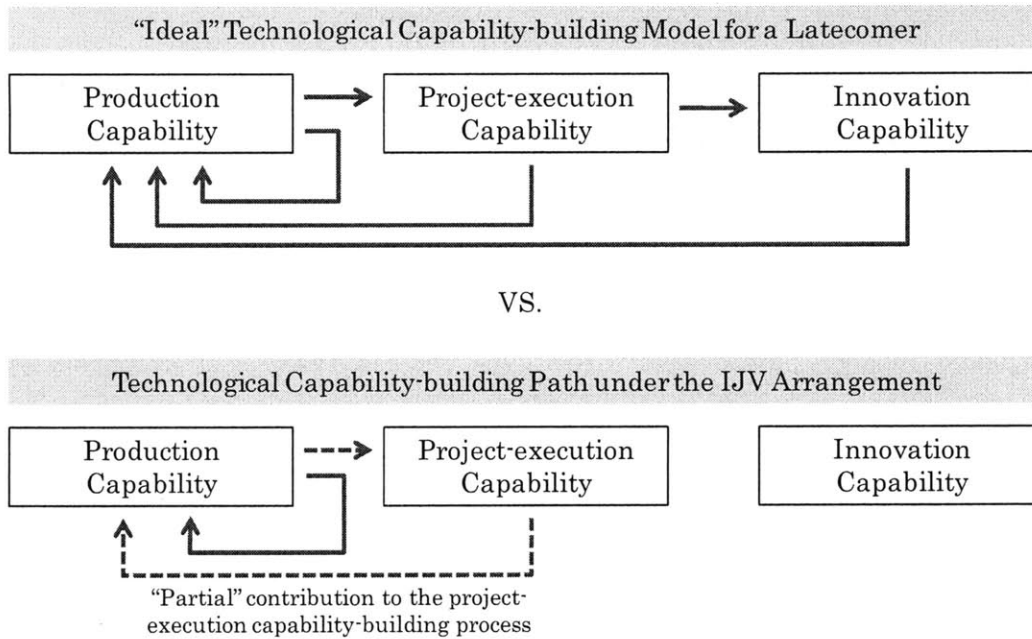 “Ideal” Technological Capability-building Model for a Latecomer
Production
Capability
Project-execution
Capability
Innovation
Capability
VS.
Technological Capability-building Path under the IJV Arrangement
Production
Capability
Project-execution
Capability
Innovation
Capability
“Partial” contribution to the project-
execution capability-building process